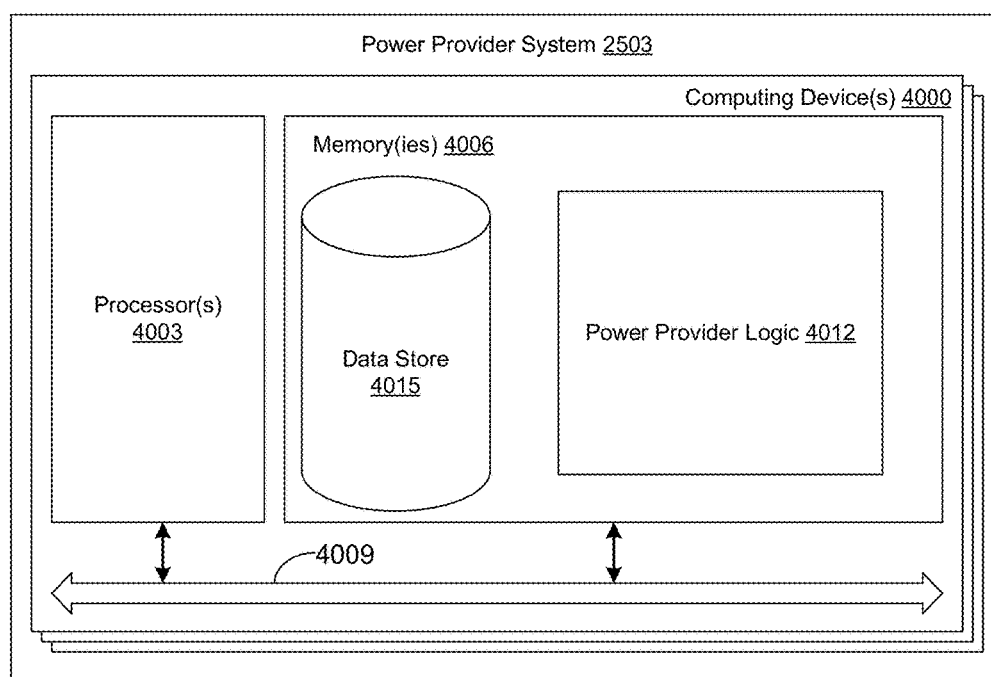 Power Provider System 2503
Computing Device(s) 4000
Memory(ies) 4006
Processor(s)
4003
Data Store
4015
Power Provider Logic 4012
4009